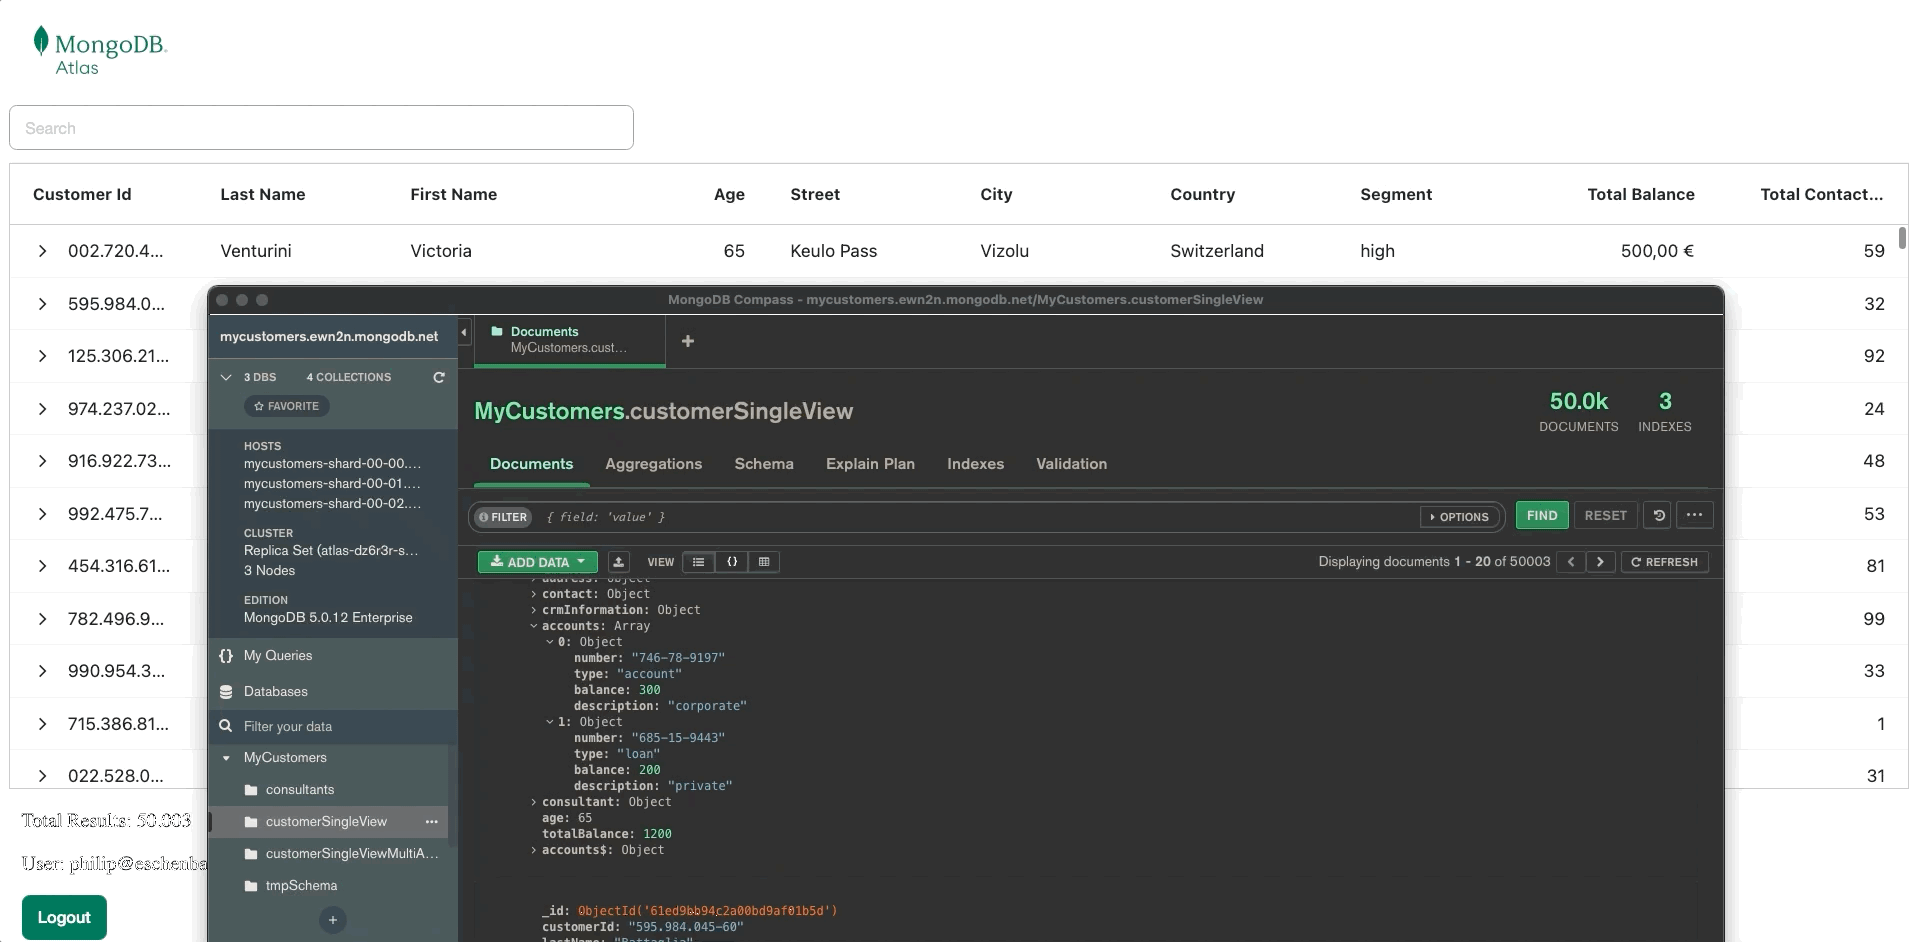 MongoDB.
Atlas
Search
Customer Id Last Name First Name Age Street City Country Segment Total Balance Total Contact...
002.720.4... Venturini Victoria 65 Keulo Pass Vizolu Switzerland high 500,00 € 59
595.984.0... 32
125.306.21... 92
974.237.02... 24
916.922.73... 48
992.475.7... 53
454.316.61... 81
782.496.9... 99
990.954.3... 33
715.386.81... 1
022.528.0... 31
Total Results: 50.003
User: philip@eschenba
Logout
MongoDB Compass - mycustomers.ewn2n.mongodb.net/MyCustomers.customerSingleView
mycustomers.ewn2n.mongodb.net
3 DBS 4 COLLECTIONS
FAVORITE
HOSTS
mycustomers-shard-00-00....
mycustomers-shard-00-01....
mycustomers-shard-00-02....
CLUSTER
Replica Set (atlas-dz6r3r-s...
3 Nodes
EDITION
MongoDB 5.0.12 Enterprise
{} My Queries
Databases
Filter your data
MyCustomers
consultants
customerSingleView ...
customerSingleViewMultiA...
tmpSchema
+
Documents
MyCustomers.cust...
+
MyCustomers.customerSingleView
50.0k
DOCUMENTS
3
INDEXES
Documents Aggregations Schema Explain Plan Indexes Validation
FILTER { field: 'value' } OPTIONS FIND RESET ...
ADD DATA VIEW {} Displaying documents 1 - 20 of 50003 REFRESH
address: Object
contact: Object
crmInformation: Object
accounts: Array
0: Object
number: "746-78-9197"
type: "account"
balance: 300
description: "corporate"
1: Object
number: "685-15-9443"
type: "loan"
balance: 200
description: "private"
consultant: Object
age: 65
totalBalance: 1200
accounts$: Object
_id: ObjectId('61ed9bb94c2a00bd9af01b5d')
customerId: "595.984.045-60"
lastName: "Battaglia"